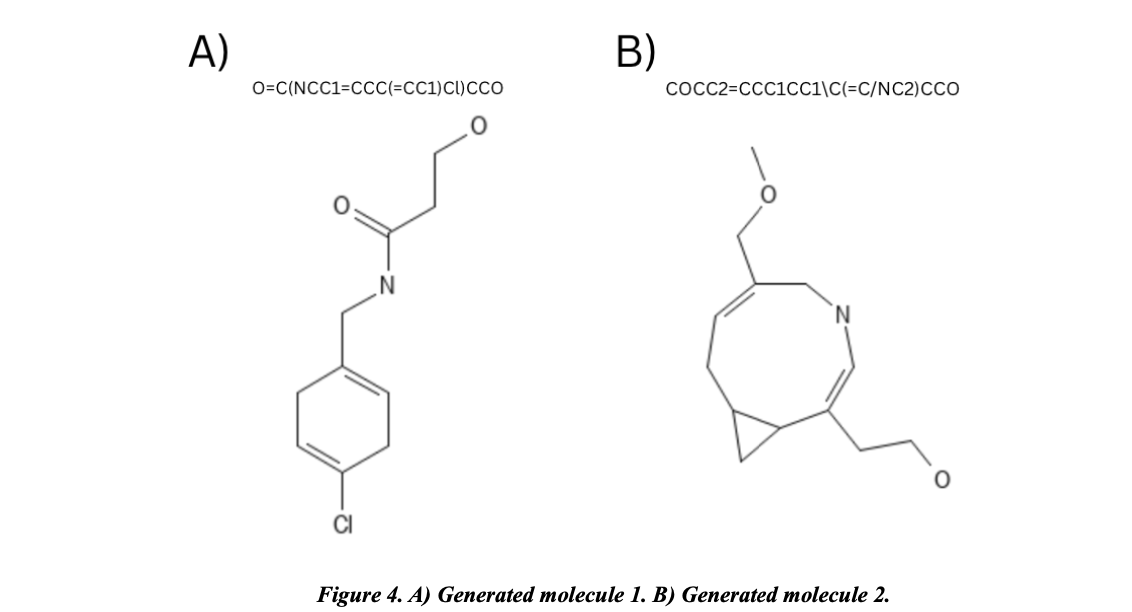 A)
B)
O=C(NCC1=CCC(=CC1)Cl)CCO
COCC2=CCC1CC1\C(=C/NC2)CCO
O
O
N
Cl
O
N
O
Figure 4. A) Generated molecule 1. B) Generated molecule 2.